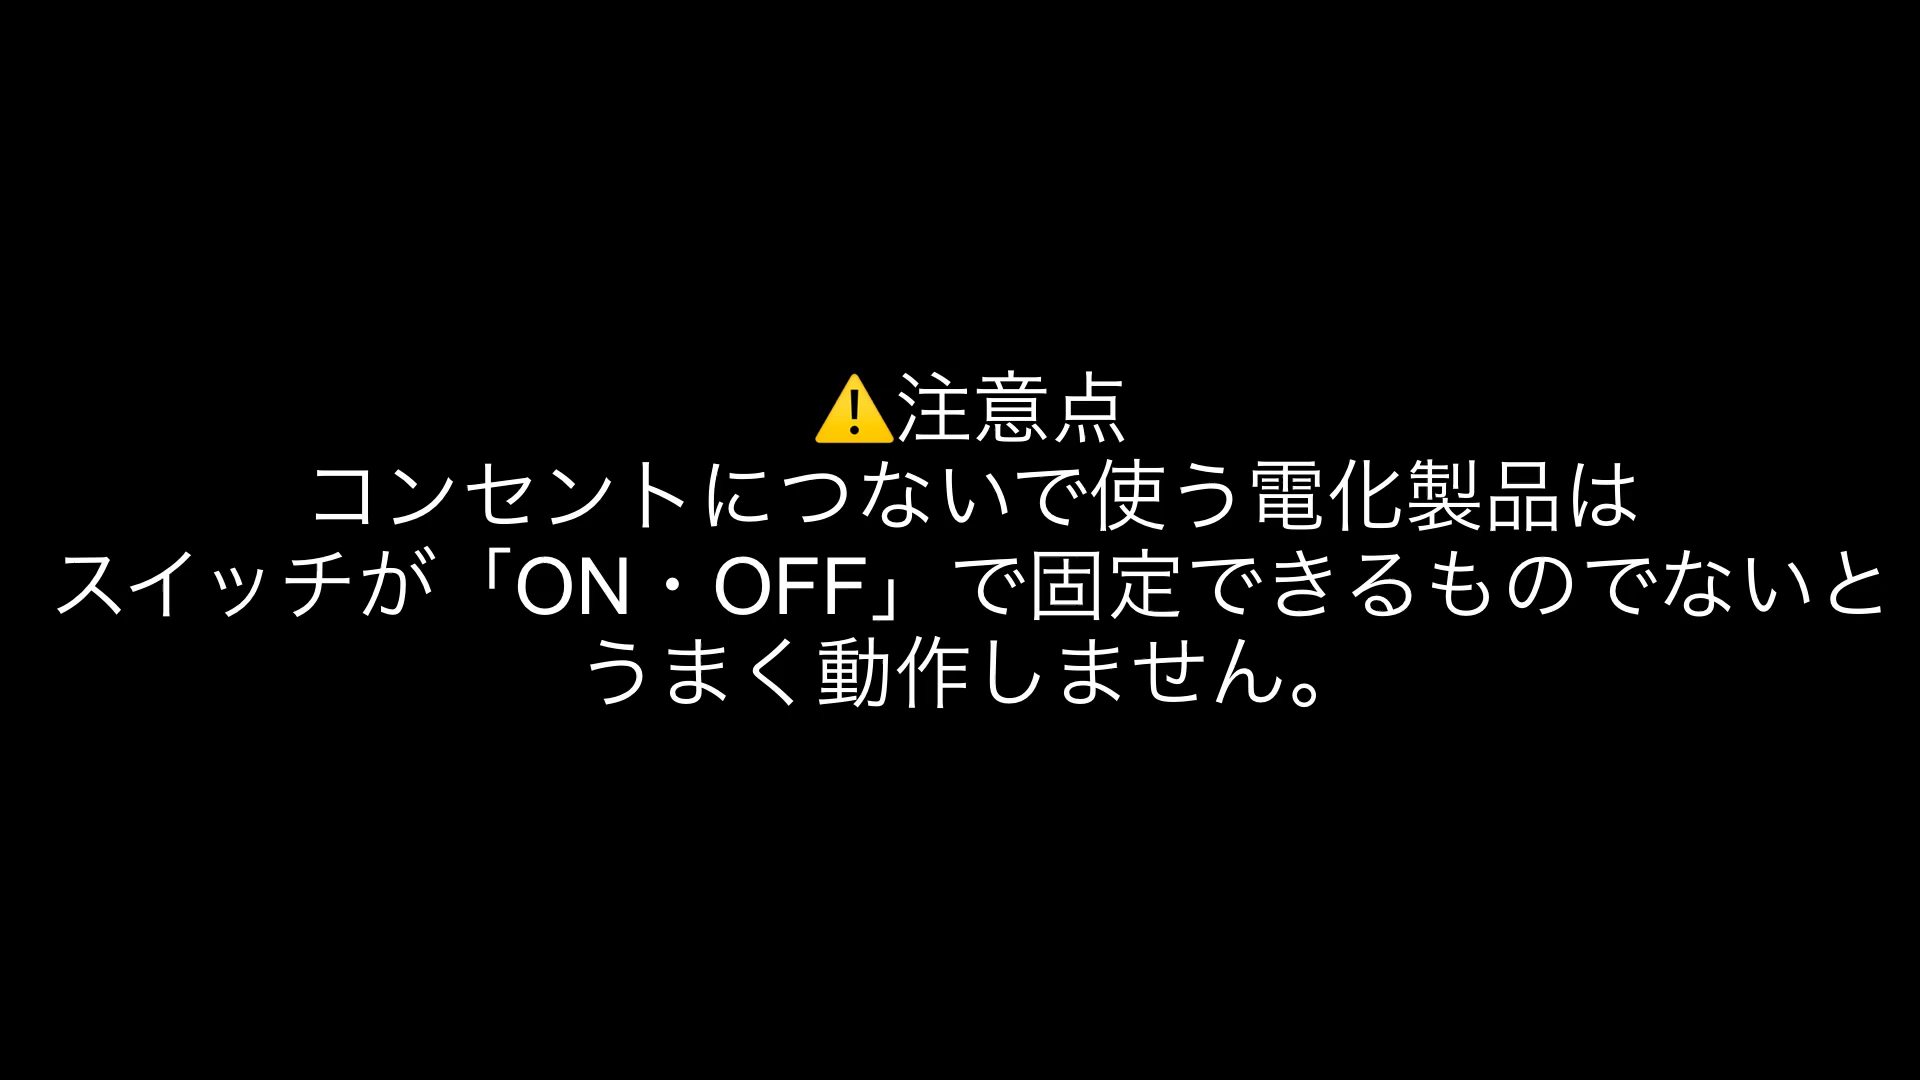 ⚠️注意点
コンセントにつないで使う電化製品は
スイッチが「ON・OFF」で固定できるものでないと
うまく動作しません。